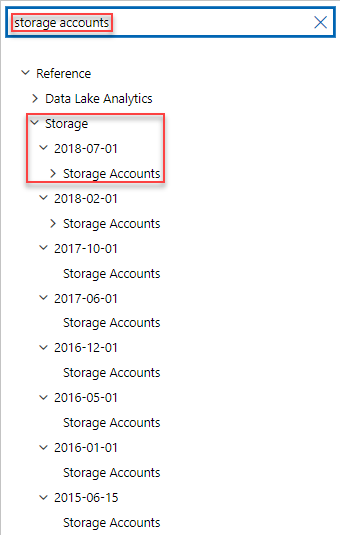 storage accounts
Reference
Data Lake Analytics
Storage
2018-07-01
Storage Accounts
2018-02-01
Storage Accounts
2017-10-01
Storage Accounts
2017-06-01
Storage Accounts
2016-12-01
Storage Accounts
2016-05-01
Storage Accounts
2016-01-01
Storage Accounts
2015-06-15
Storage Accounts